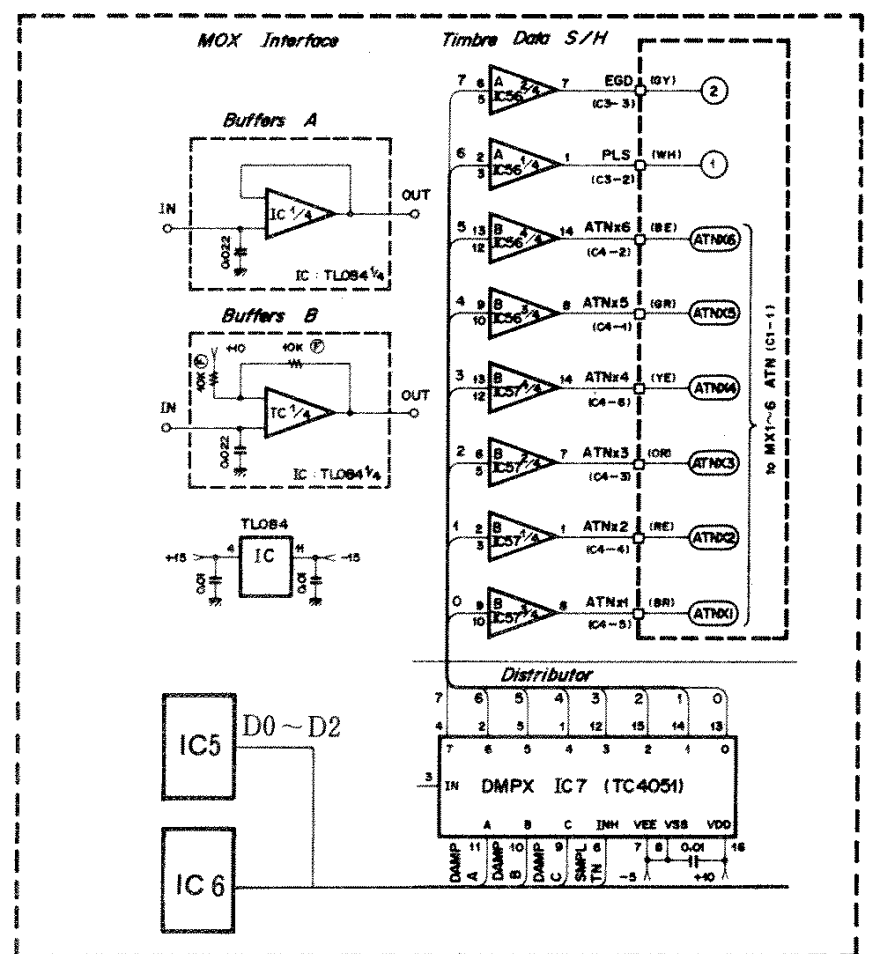 MOX Interface
Timbre Data S/H
Buffers A
IN
OUT
IC 1/4
0.022
IC : TL084 1/4
Buffers B
+10
10K F
10K F
IN
OUT
TC 1/4
0.022
IC : TL084 1/4
TL084
+15 4 IC 11 -15
0.01 0.01
7 6 5 A IC56 2/4 7 EGD (C3-3) (GY) 2
6 2 3 A IC56 1/4 1 PLS (C3-2) (WH) 1
5 13 12 B IC56 4/4 14 ATNx6 (C4-2) (BE) ATNX6
4 9 10 B IC56 3/4 8 ATNx5 (C4-1) (GR) ATNX5
3 13 12 B IC57 4/4 14 ATNx4 (C4-6) (YE) ATNX4
2 6 5 B IC57 2/4 7 ATNx3 (C4-3) (OR) ATNX3
1 2 3 B IC57 1/4 1 ATNx2 (C4-4) (RE) ATNX2
0 9 10 B IC57 3/4 8 ATNx1 (C4-5) (BR) ATNX1
to MX1~6 ATN (C1-1)
Distributor
7 6 5 4 3 2 1 0
4 2 5 1 12 15 14 13
7 6 5 4 3 2 1 0
3 IN DMPX IC7 (TC4051)
A B C INH VEE VSS VDD
11 10 9 6 7 8 0.01 16
DAMP A DAMP B DAMP C SMPL TN -5 +10
IC5 D0~D2
IC6